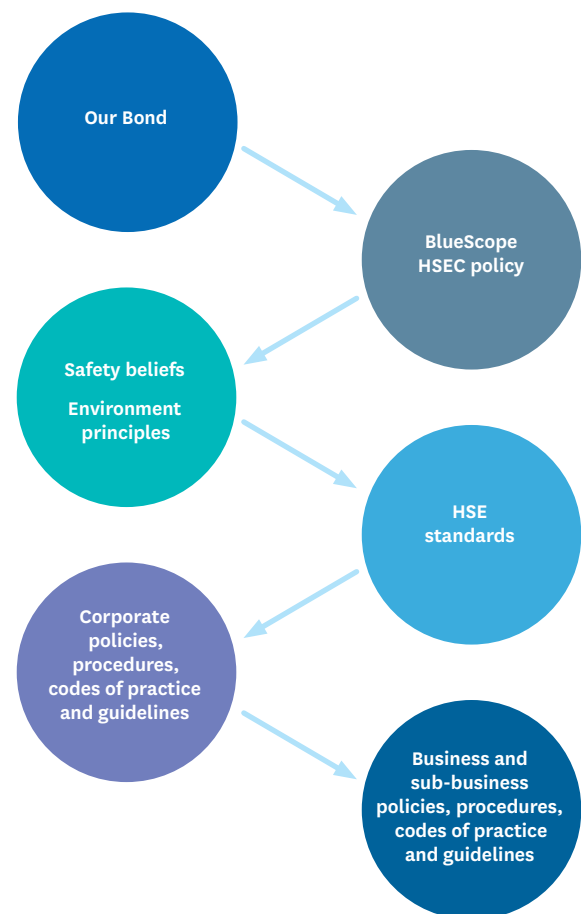 Our Bond
BlueScope
HSEC policy
Safety beliefs
Environment
principles
HSE
standards
Corporate
policies,
procedures,
codes of practice
and guidelines
Business and
sub-business
policies, procedures,
codes of practice
and guidelines